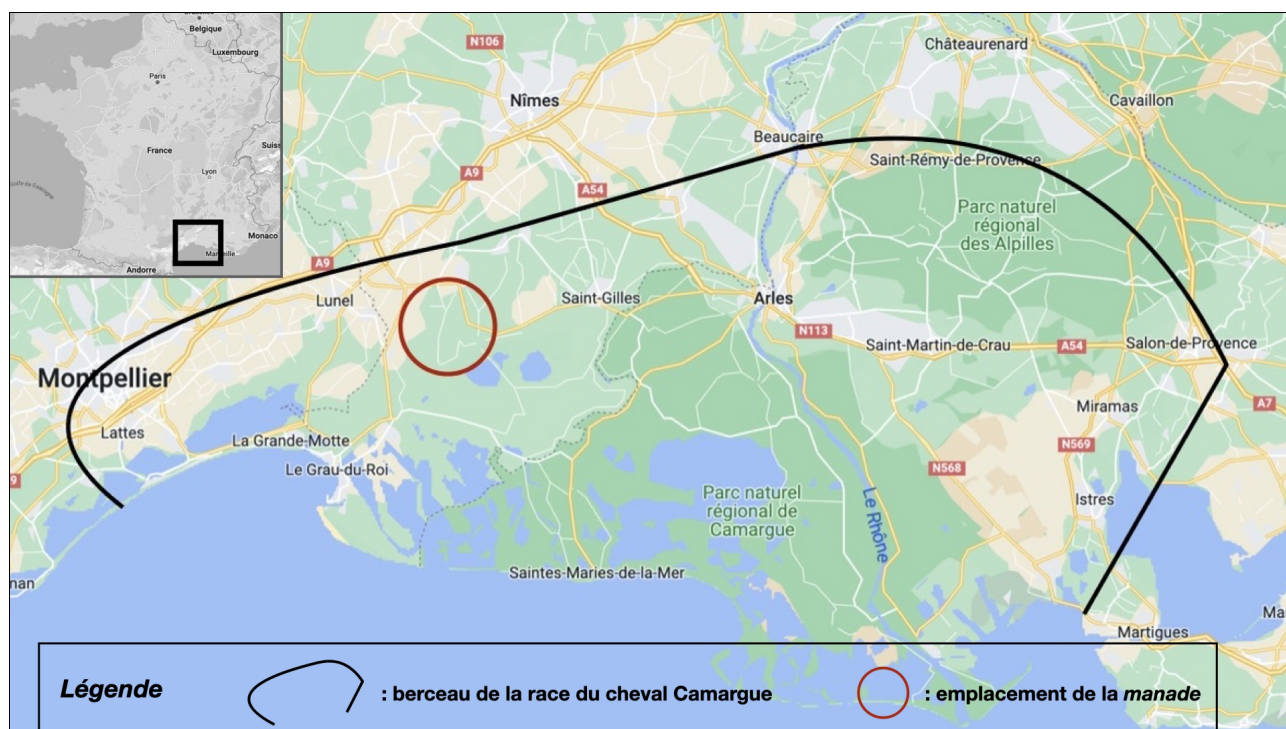 Belgique
Luxembourg
Paris
France
Lyon
Monaco
Andorre
N106
Nîmes
Châteaurenard
Cavaillon
Beaucaire
Saint-Rémy-de-Provence
A9
A54
Parc naturel
régional
des Alpilles
A9
Lunel
Saint-Gilles
Arles
N113
Saint-Martin-de-Crau
A54
Salon-de-Provence
Montpellier
Lattes
La Grande-Motte
Le Grau-du-Roi
Miramas
A7
N569
N568
Istres
Parc naturel
régional de
Camargue
Le Rhône
Saintes-Maries-de-la-Mer
Martigues
Légende
: berceau de la race du cheval Camargue
: emplacement de la manade